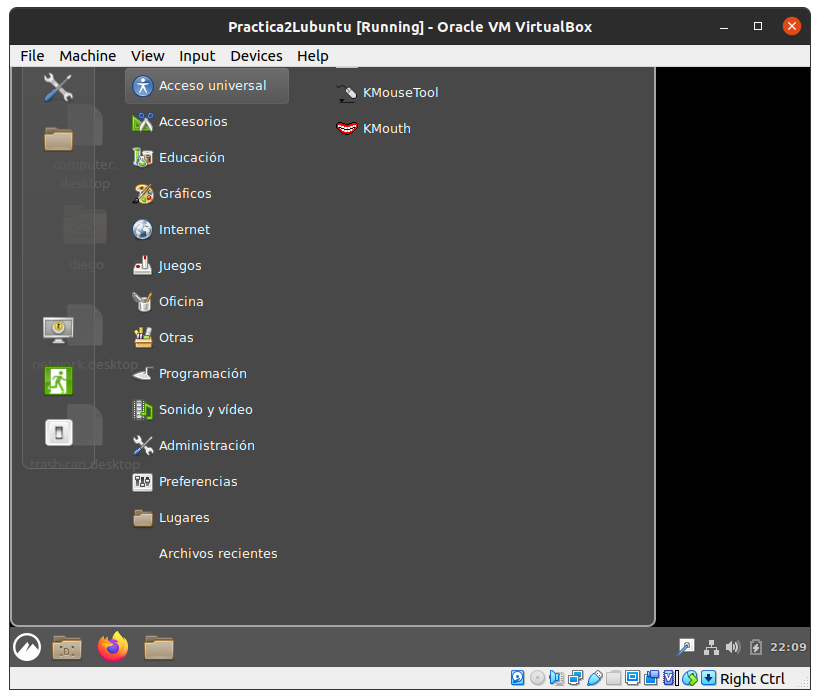 Practica2Lubuntu [Running] - Oracle VM VirtualBox
File Machine View Input Devices Help
Acceso universal
Accesorios
Educación
Gráficos
Internet
Juegos
Oficina
Otras
Programación
Sonido y vídeo
Administración
Preferencias
Lugares
Archivos recientes
KMouseTool
KMouth
computer.
desktop
diego
network.desktop
trash-can.desktop
22:09
Right Ctrl